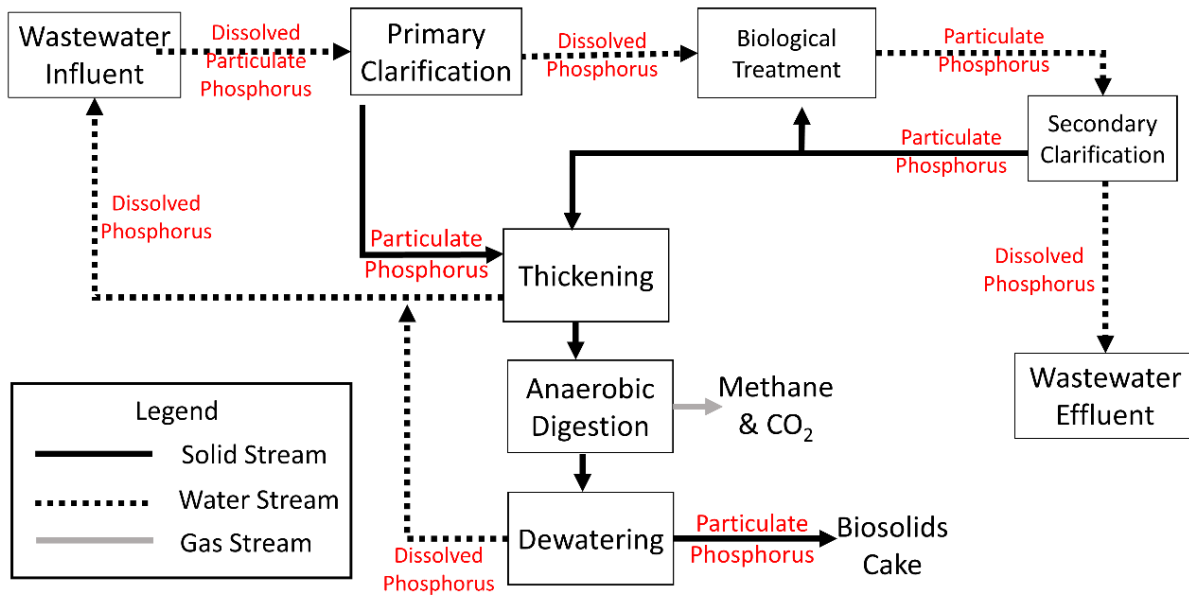 Wastewater
Influent
Dissolved
Particulate
Phosphorus
Primary
Clarification
Dissolved
Phosphorus
Biological
Treatment
Particulate
Phosphorus
Secondary
Clarification
Particulate
Phosphorus
Dissolved
Phosphorus
Particulate
Phosphorus
Thickening
Dissolved
Phosphorus
Wastewater
Effluent
Anaerobic
Digestion
Methane
& CO₂
Legend
Solid Stream
Water Stream
Gas Stream
Dissolved
Phosphorus
Dewatering
Particulate
Phosphorus
Biosolids
Cake